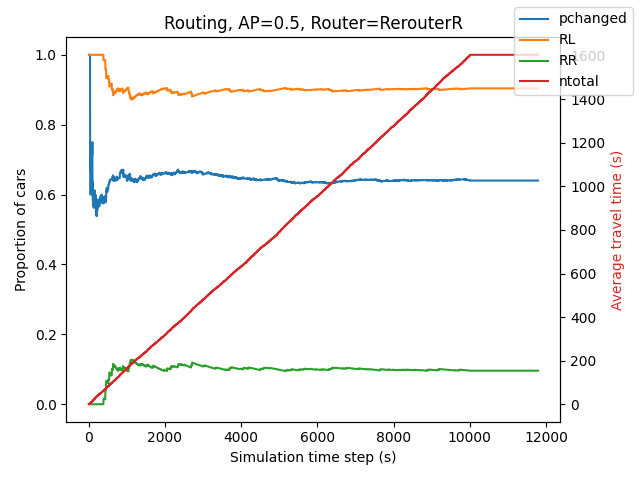 Routing, AP=0.5, Router=RerouterR
pchanged
RL
RR
ntotal
1.0
0.8
0.6
0.4
0.2
0.0
Proportion of cars
1600
1400
1200
1000
800
600
400
200
0
Average travel time (s)
0
2000
4000
6000
8000
10000
12000
Simulation time step (s)